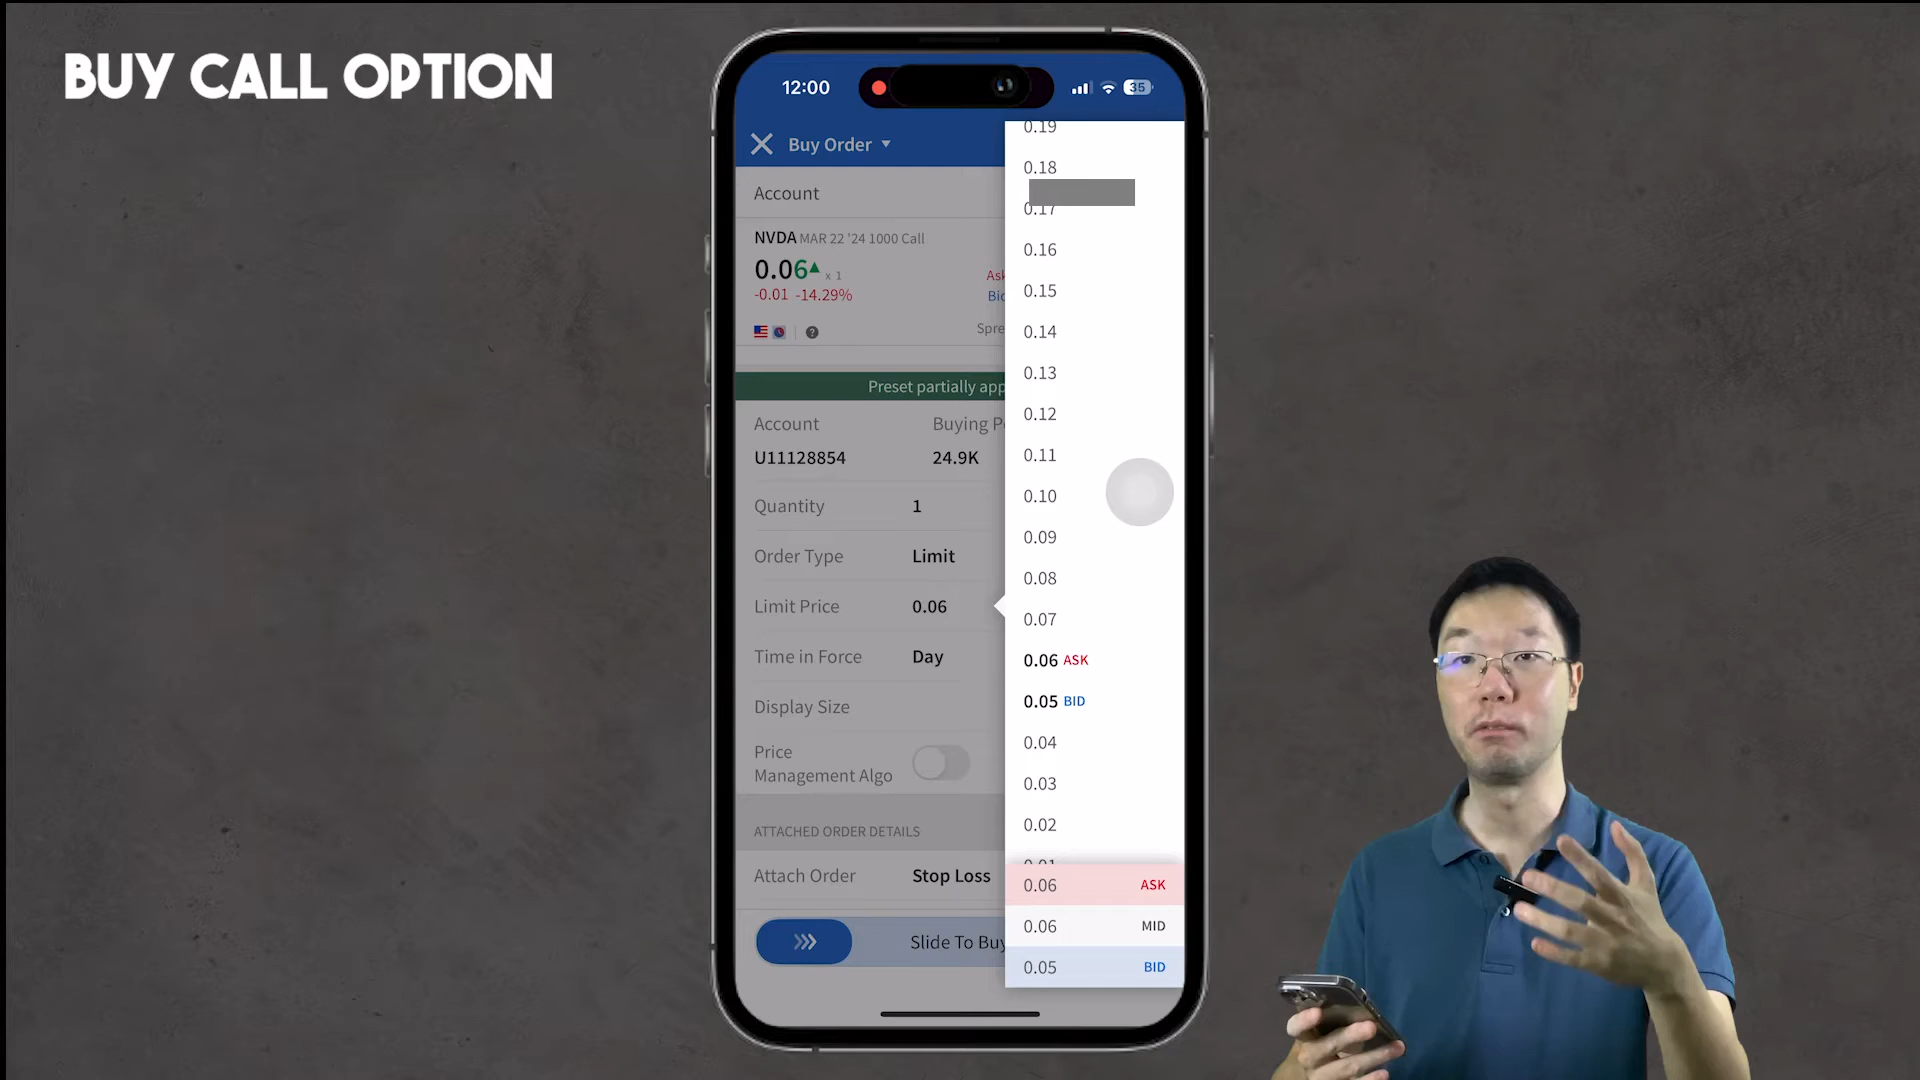 BUY CALL OPTION
12:00
35
Buy Order
Account
NVDA MAR 22 '24 1000 Call
0.06 x 1
-0.01 -14.29%
Preset partially
Account
Buying
U11128854
24.9K
Quantity
1
Order Type
Limit
Limit Price
0.06
Time in Force
Day
Display Size
Price
Management Algo
ATTACHED ORDER DETAILS
Attach Order
Stop Loss
Slide To Buy
0.19
0.18
0.17
0.16
0.15
0.14
0.13
0.12
0.11
0.10
0.09
0.08
0.07
0.06 ASK
0.05 BID
0.04
0.03
0.02
0.01
0.06 ASK
0.06 MID
0.05 BID